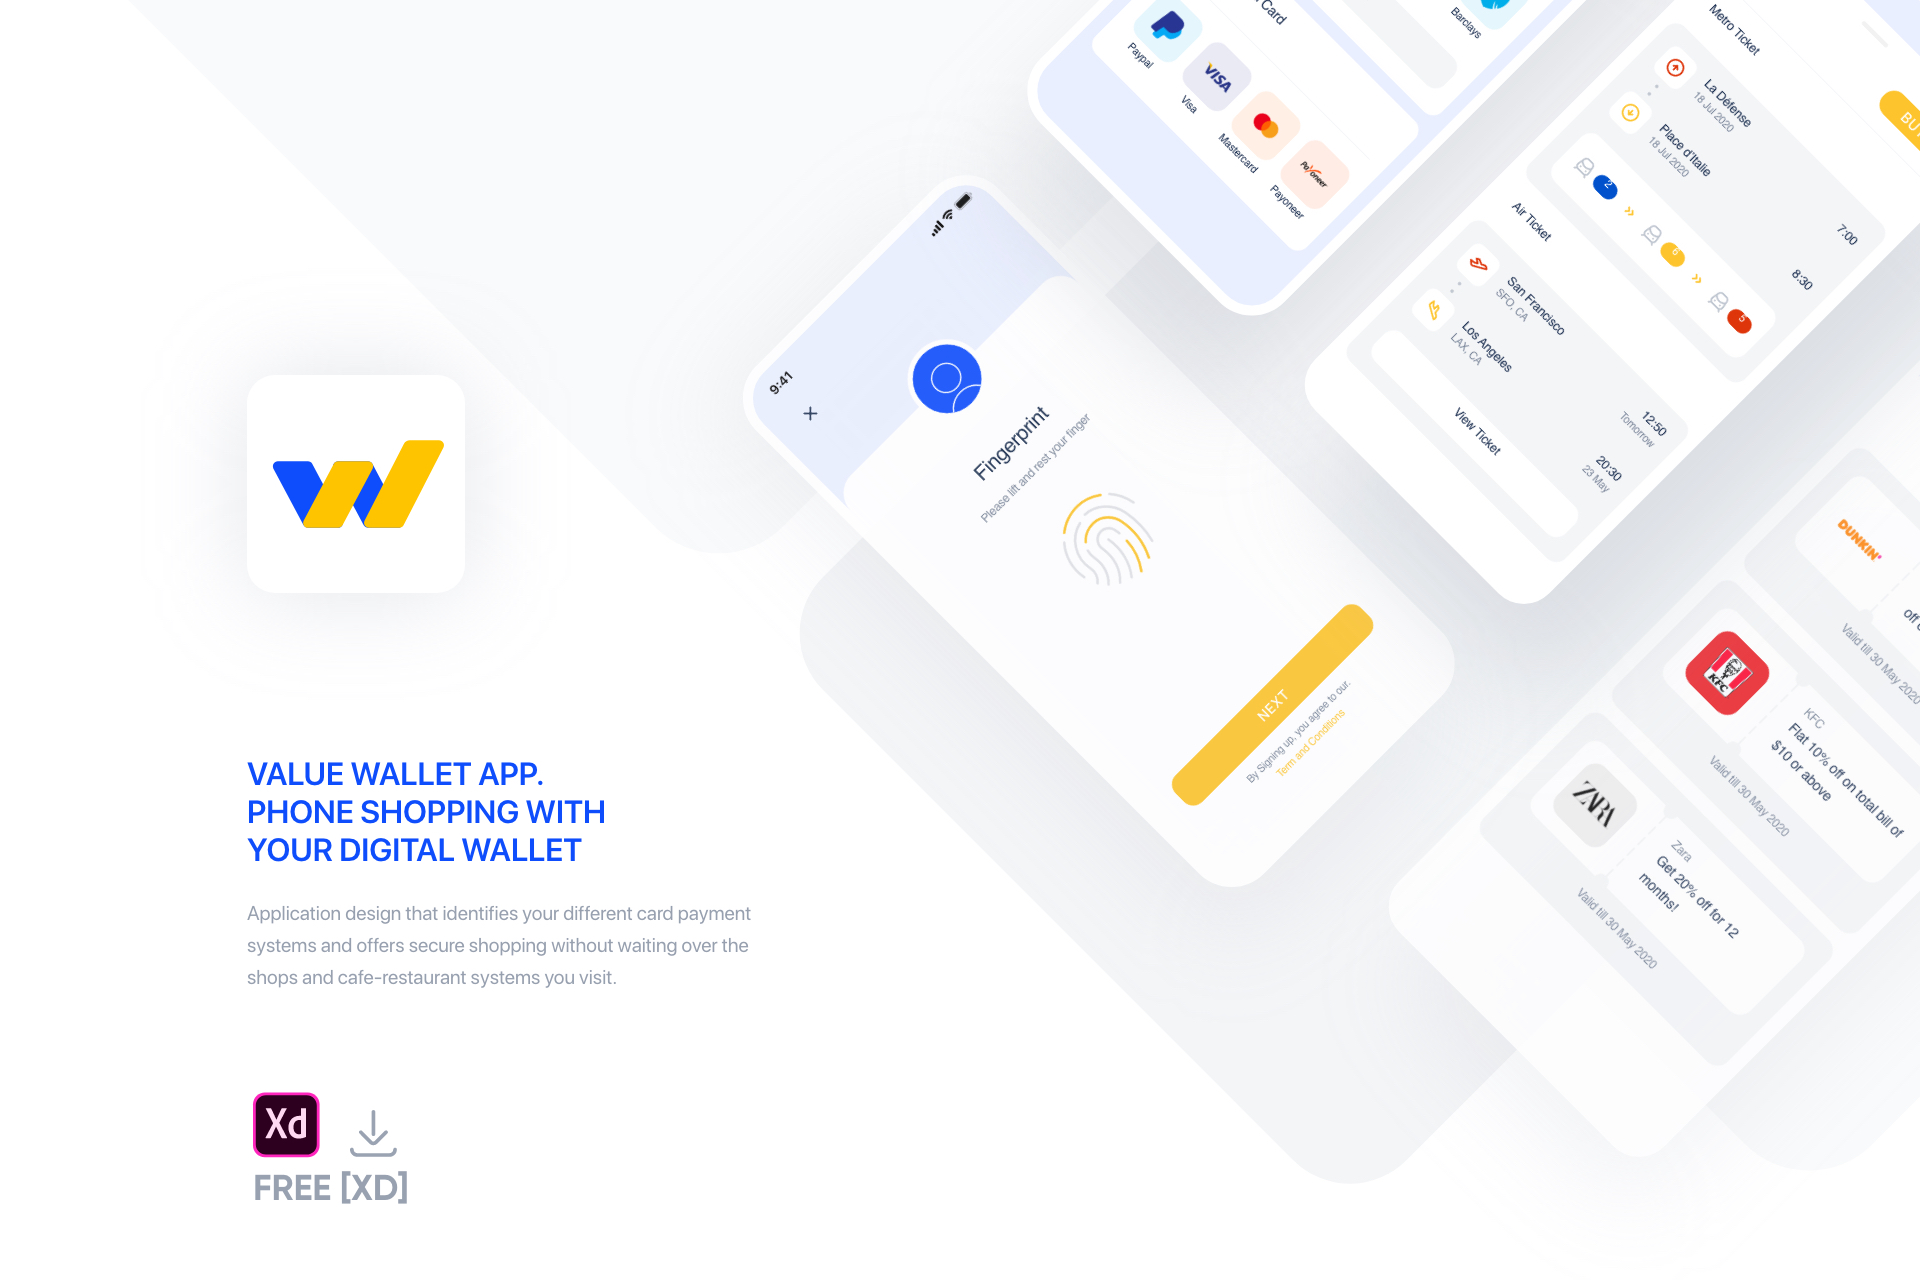 VALUE WALLET APP.
PHONE SHOPPING WITH
YOUR DIGITAL WALLET
Application design that identifies your different card payment
systems and offers secure shopping without waiting over the
shops and cafe-restaurant systems you visit.
Xd
FREE [XD]
9:41
Fingerprint
Please lift and rest your finger
NEXT
By Signing up, you agree to our.
Term and Conditions
Card
Paypal
VISA
Visa
Mastercard
Payoneer
Payoneer
Barclays
Metro Ticket
La Défense
18 Jul 2020
7:00
Place d'Italie
18 Jul 2020
8:30
2
6
5
Air Ticket
San Francisco
SFO, CA
12:50
Tomorrow
Los Angeles
LAX, CA
20:30
23 May
View Ticket
DUNKIN'
off
Valid till 30 May 2020
KFC
KFC
Flat 10% off on total bill of
$10 or above
Valid till 30 May 2020
ZARA
Zara
Get 20% off for 12
months!
Valid till 30 May 2020